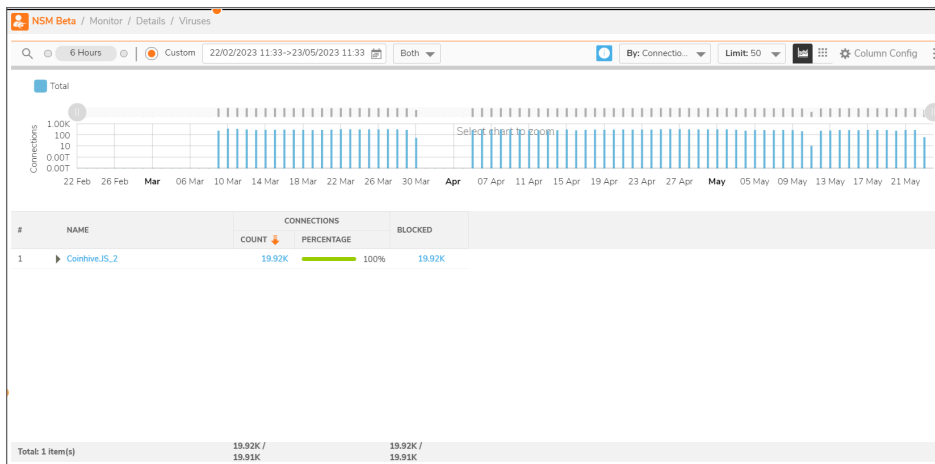 NSM Beta / Monitor / Details / Viruses
6 Hours Custom 22/02/2023 11:33->23/05/2023 11:33 Both By: Connectio... Limit: 50 Column Config
Total
Connections
1.00K
100
10
0.00T
0.00T
Select chart to zoom
22 Feb 26 Feb Mar 06 Mar 10 Mar 14 Mar 18 Mar 22 Mar 26 Mar 30 Mar Apr 07 Apr 11 Apr 15 Apr 19 Apr 23 Apr 27 Apr May 05 May 09 May 13 May 17 May 21 May
# NAME CONNECTIONS BLOCKED
COUNT PERCENTAGE
1 Coinhive.JS_2 19.92K 100% 19.92K
Total: 1 item(s) 19.92K / 19.92K /
19.91K 19.91K